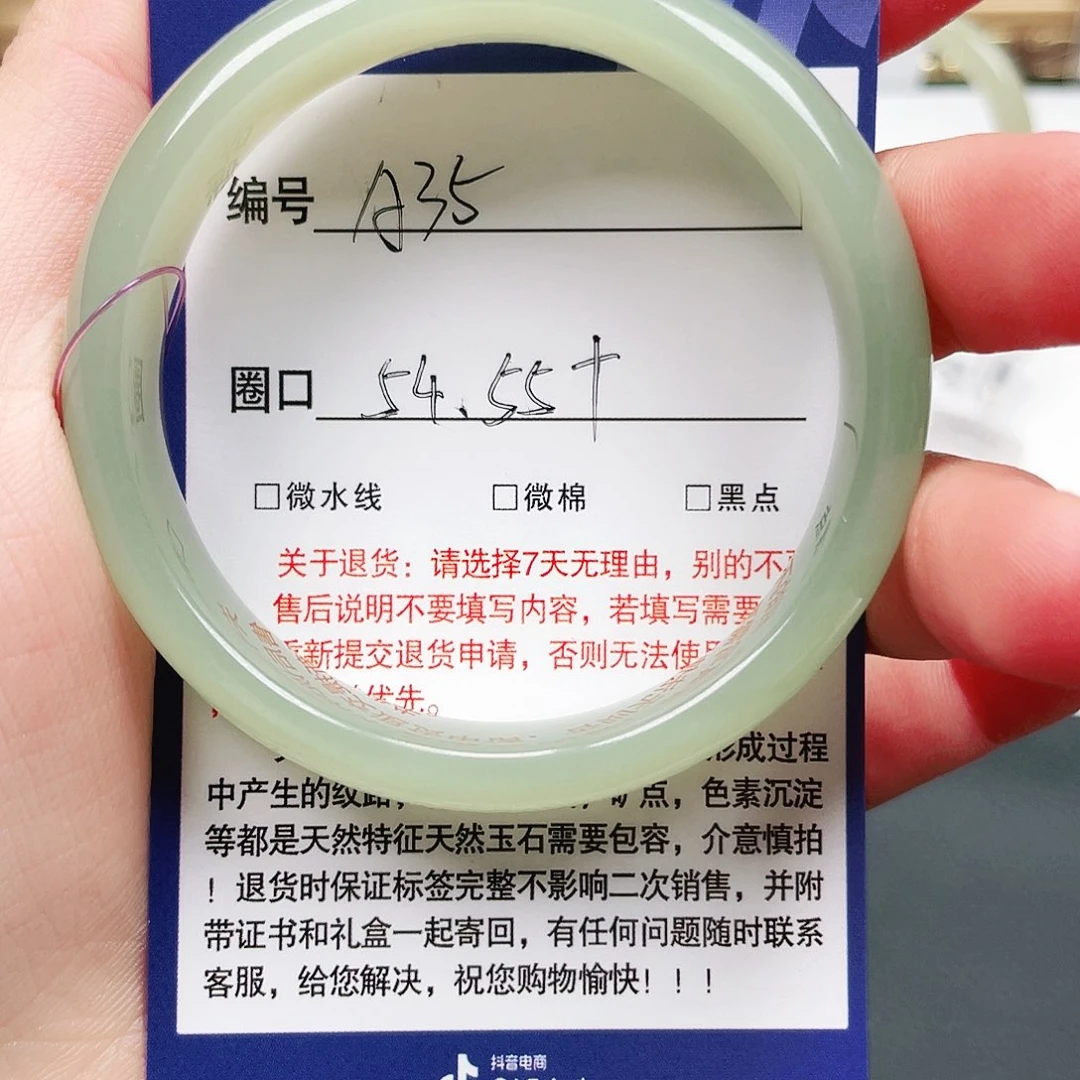 编号 A35
圈口 54.55+
□微水线 □微棉 □黑点
关于退货：请选择7天无理由，别的不
售后说明不要填写内容，若填写需要
重新提交退货申请，否则无法使
优先。
形成过程
中产生的纹路，矿点，色素沉淀
等都是天然特征天然玉石需要包容，介意慎拍
！退货时保证标签完整不影响二次销售，并附
带证书和礼盒一起寄回，有任何问题随时联系
客服，给您解决，祝您购物愉快！！！
抖音电商